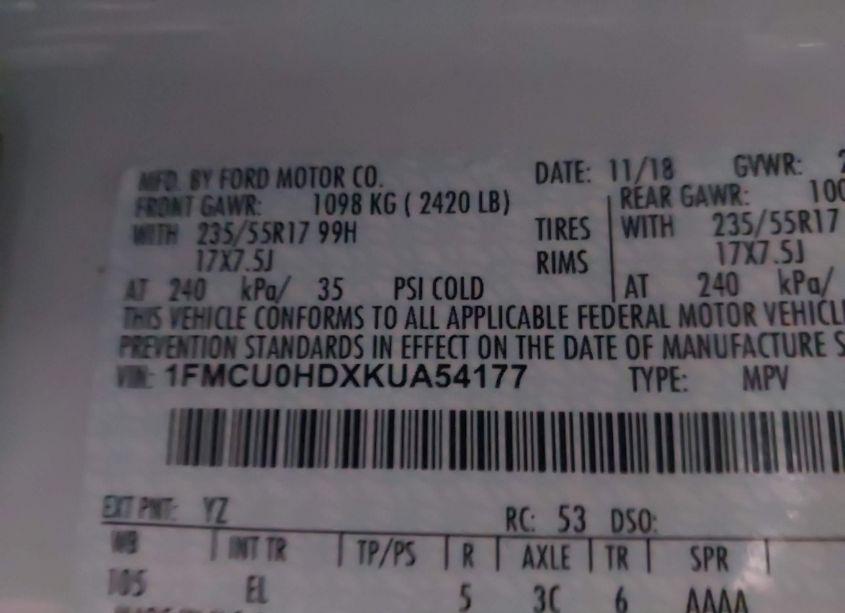 MFD. BY FORD MOTOR CO. DATE: 11/18 GVWR:
FRONT GAWR: 1098 KG ( 2420 LB) REAR GAWR: 100
WITH 235/55R17 99H TIRES WITH 235/55R17
17X7.5J RIMS 17X7.5J
AT 240 kPa/ 35 PSI COLD AT 240 kPa/
THIS VEHICLE CONFORMS TO ALL APPLICABLE FEDERAL MOTOR VEHICL
PREVENTION STANDARDS IN EFFECT ON THE DATE OF MANUFACTURE S
VIN: 1FMCU0HDXKUA54177 TYPE: MPV
EXT PNT: YZ RC: 53 DSO:
WB INT TR TP/PS R AXLE TR SPR
105 EL 5 3C 6 AAAA